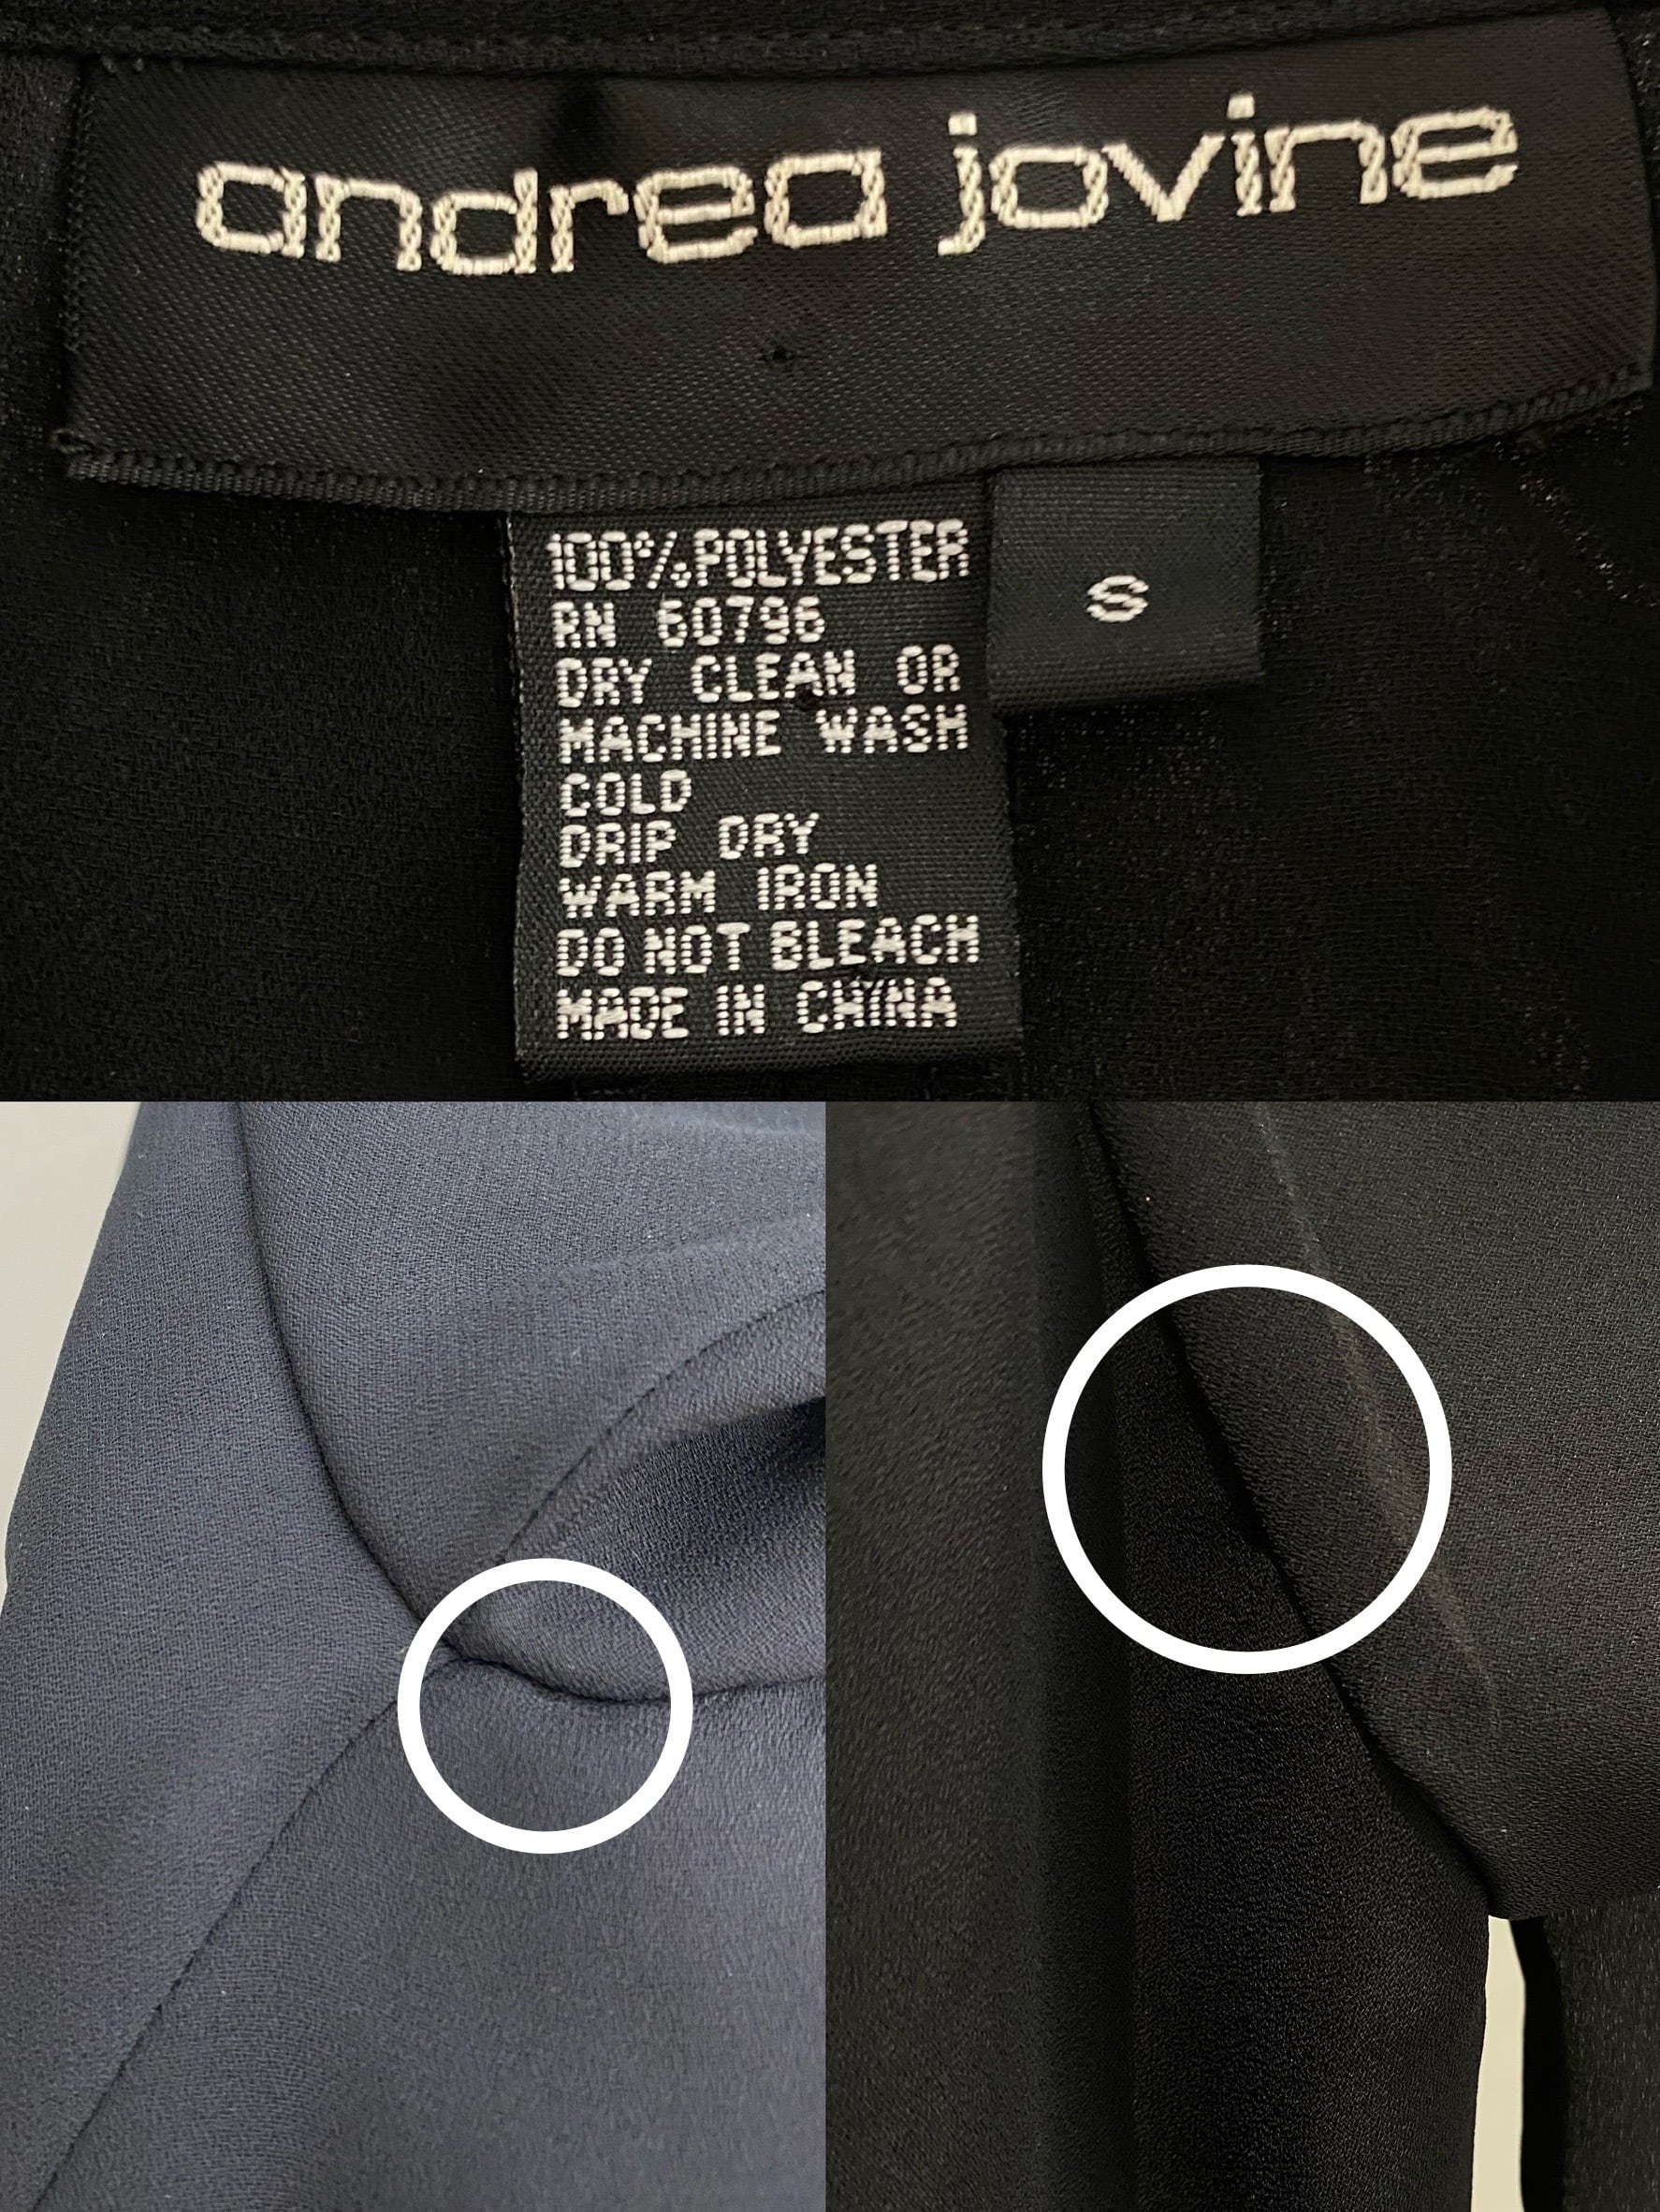 andrea jovine
100% POLYESTER
RN 60796
DRY CLEAN OR
MACHINE WASH
COLD
DRIP DRY
WARM IRON
DO NOT BLEACH
MADE IN CHINA
S